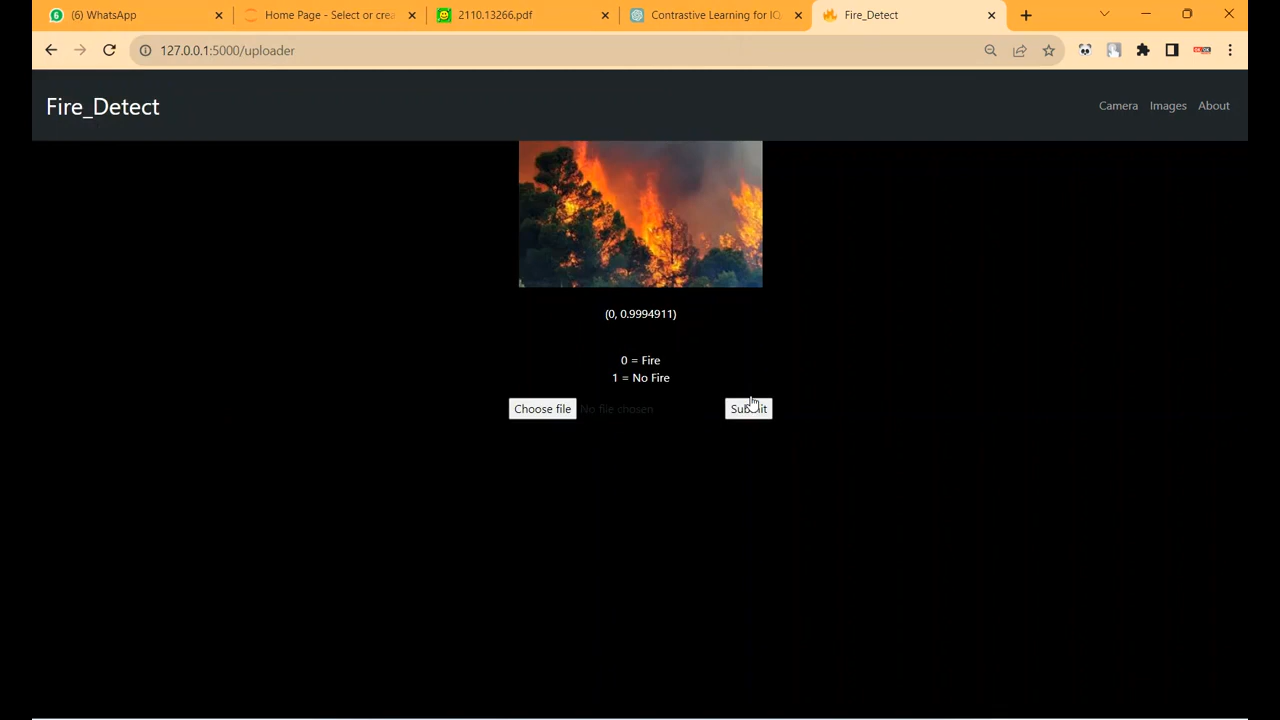 (6) WhatsApp
Home Page - Select or crea
2110.13266.pdf
Contrastive Learning for IQ
Fire_Detect
127.0.0.1:5000/uploader
Fire_Detect
Camera Images About
(0, 0.9994911)
0 = Fire
1 = No Fire
Choose file No file chosen Submit